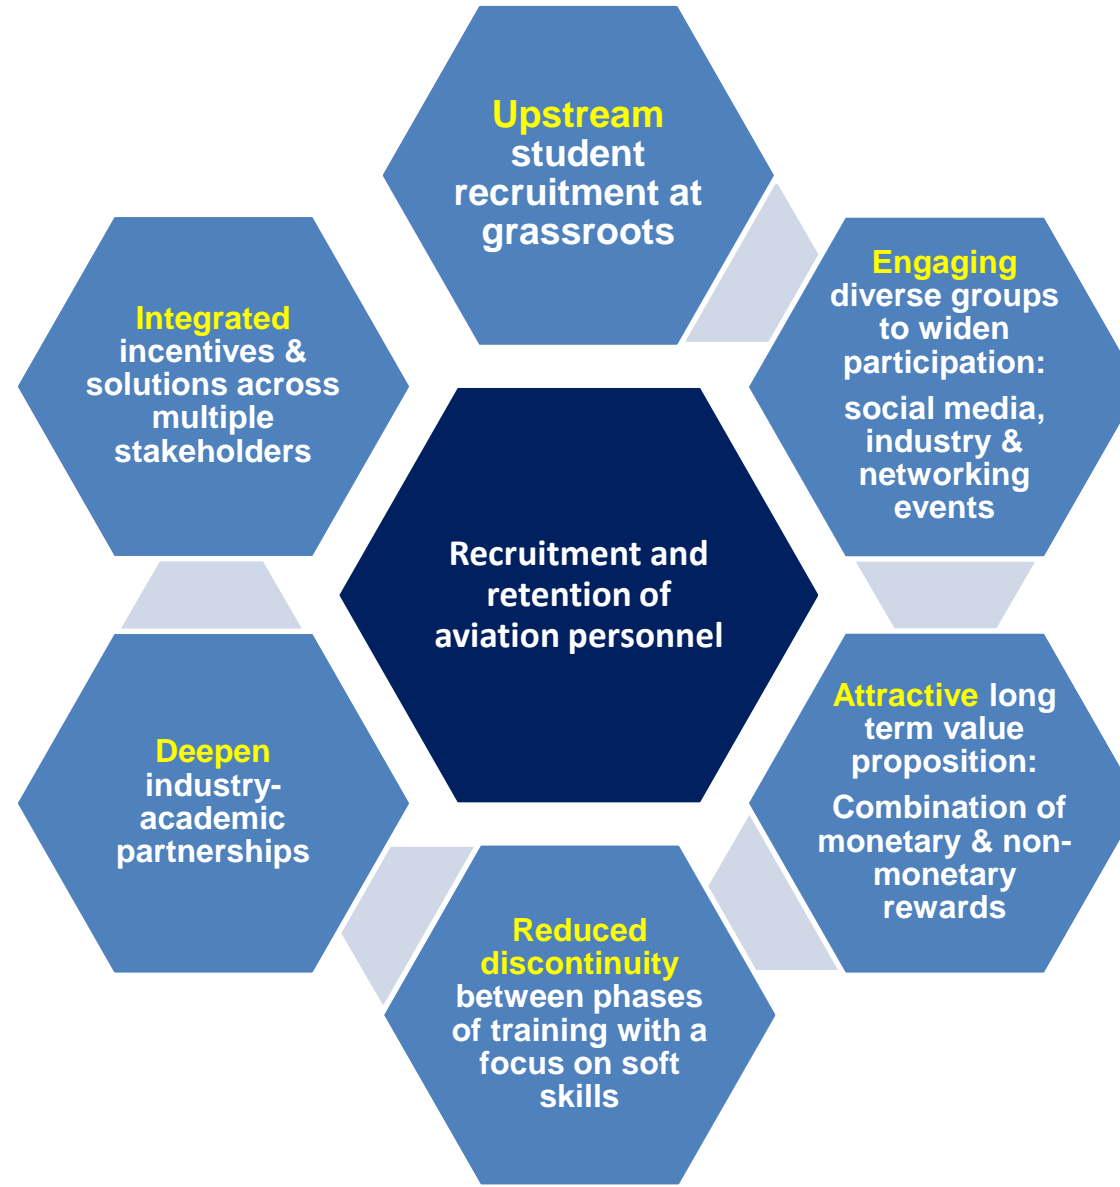 Upstream
student
recruitment at
grassroots
Engaging
diverse groups
to widen
participation:
social media,
industry &
networking
events
Attractive long
term value
proposition:
Combination of
monetary & non-
monetary
rewards
Reduced
discontinuity
between phases
of training with a
focus on soft
skills
Deepen
industry-
academic
partnerships
Integrated
incentives &
solutions across
multiple
stakeholders
Recruitment and
retention of
aviation personnel